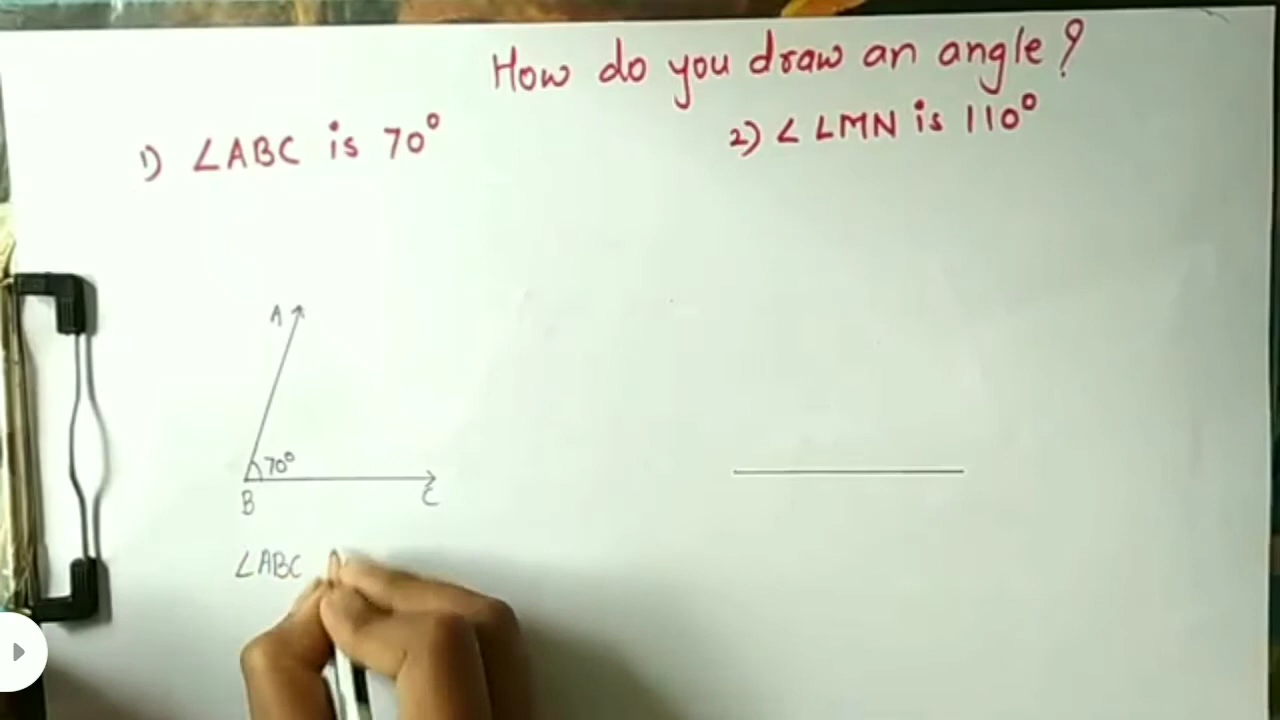 How do you draw an angle?
1) ∠ABC is 70°
2) ∠LMN is 110°
A
70°
B
C
∠ABC